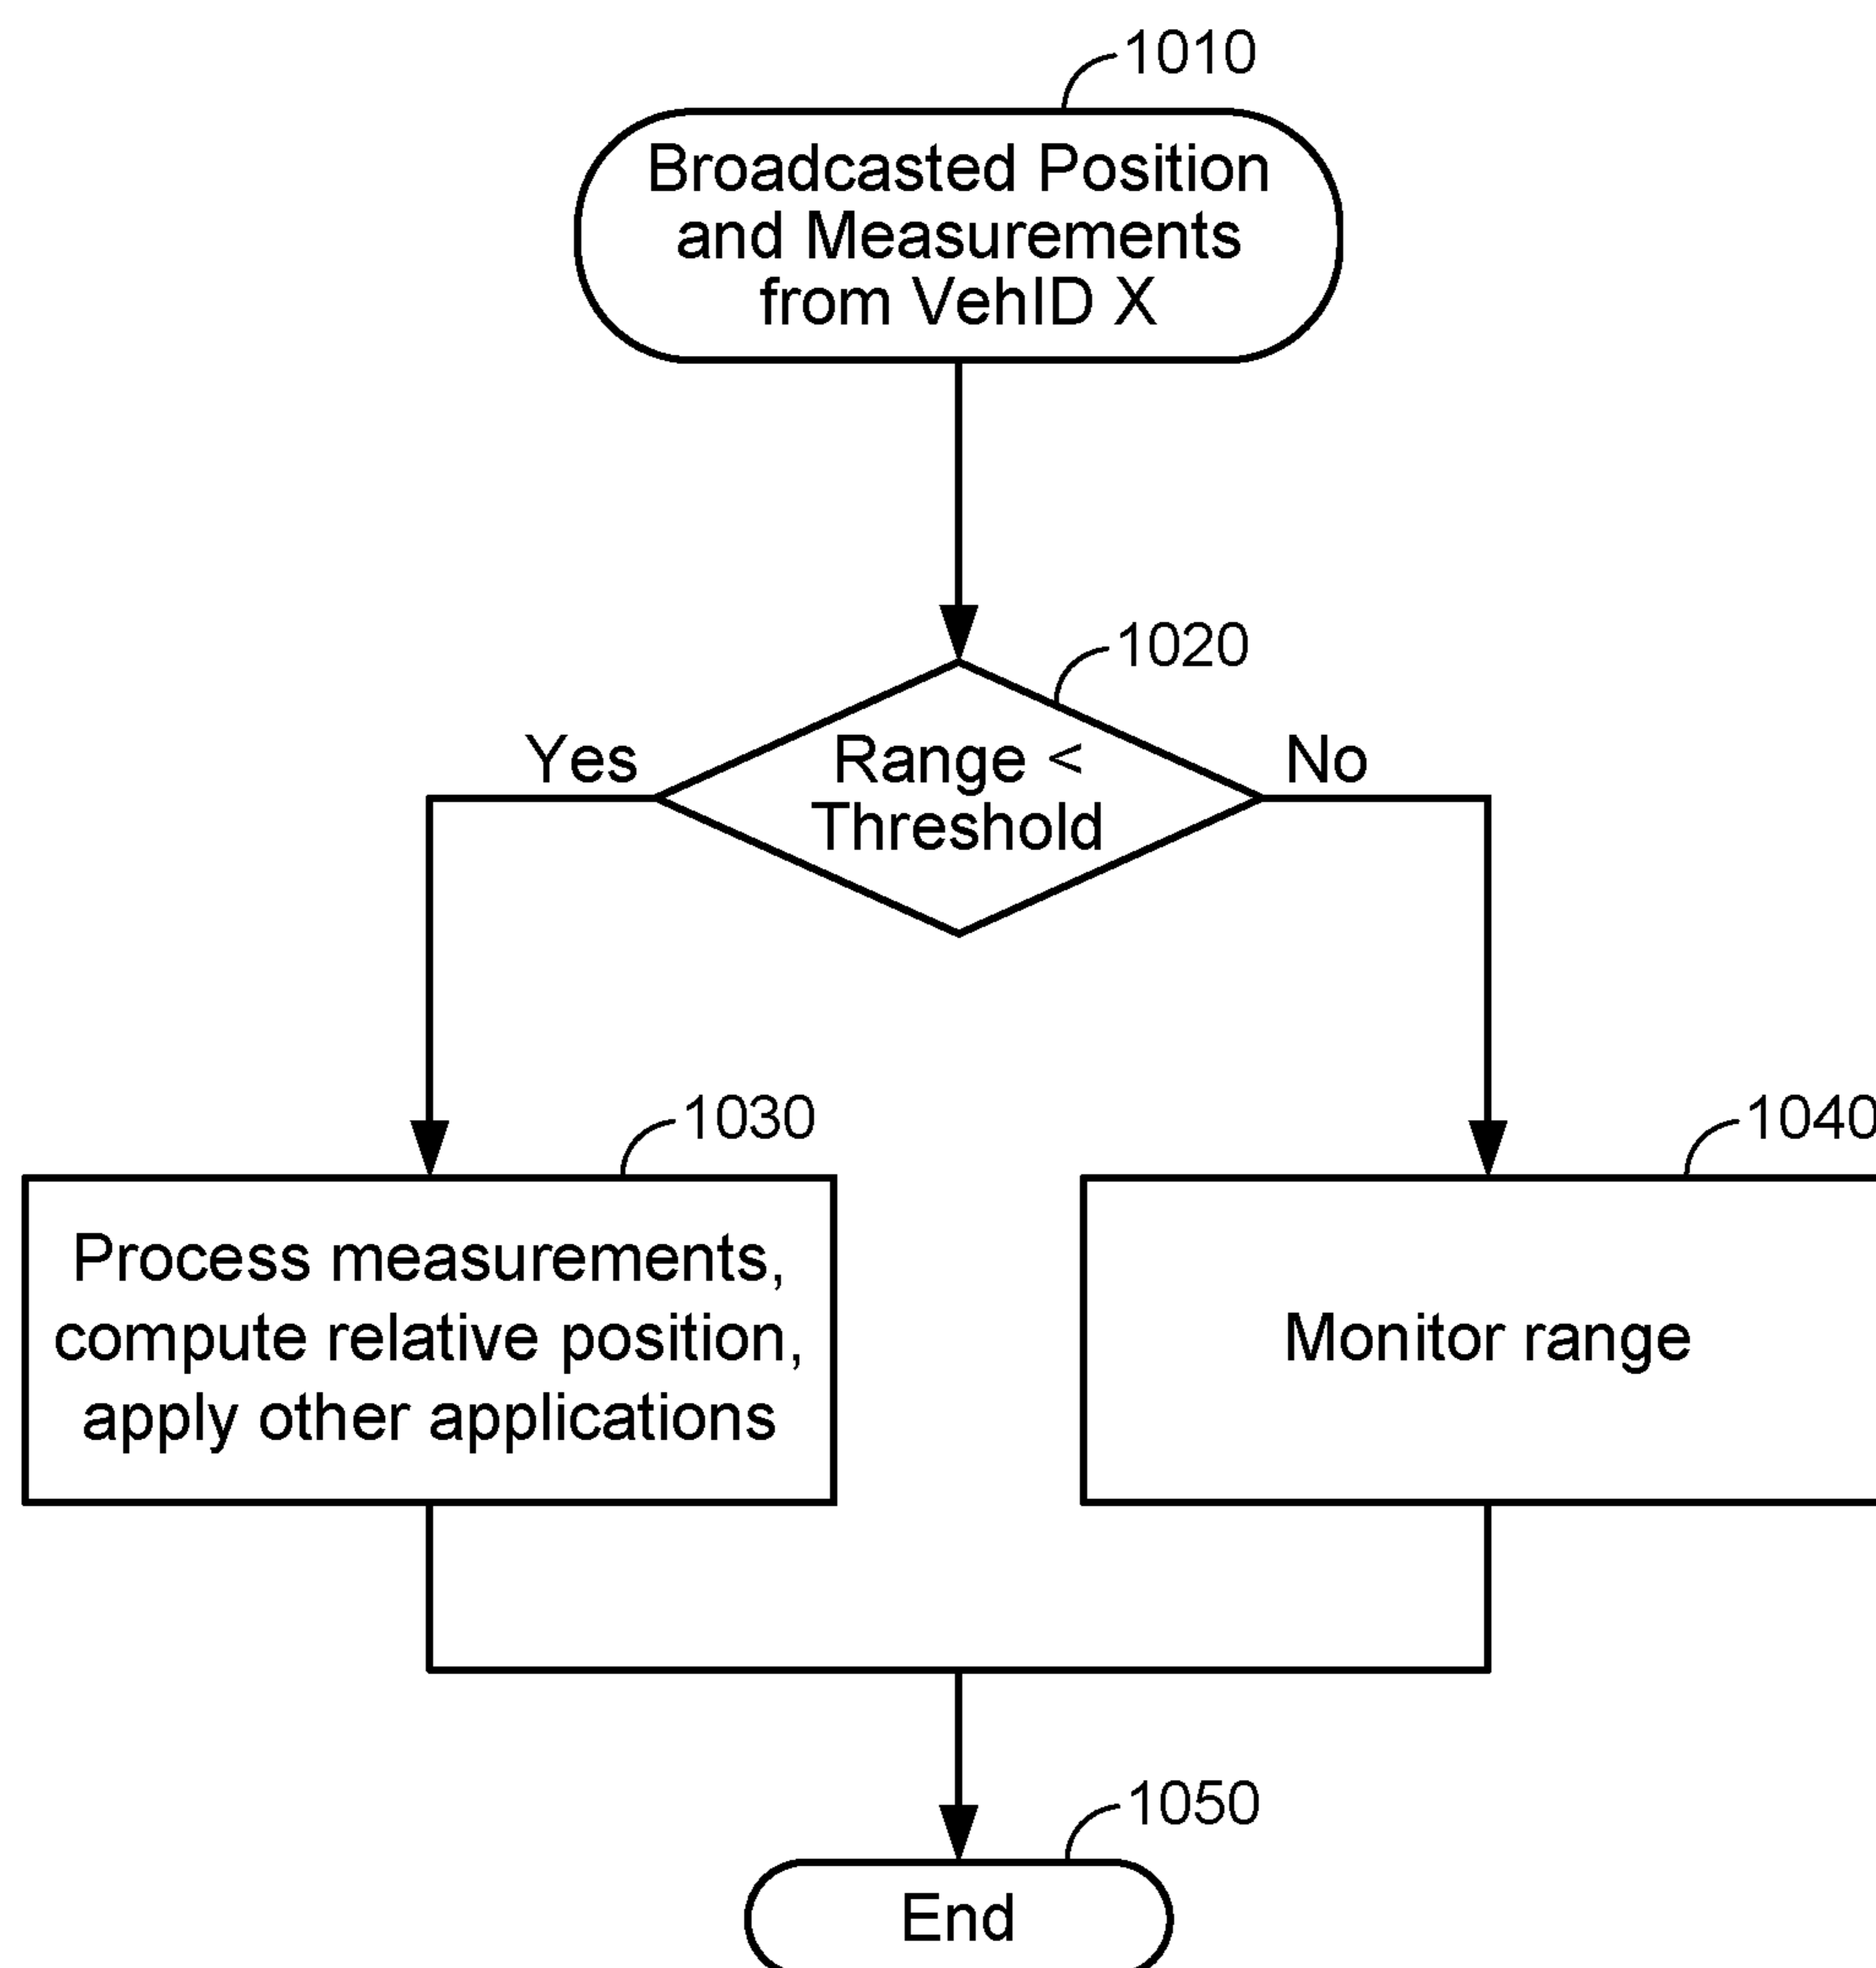 1010
Broadcasted Position
and Measurements
from VehID X
1020
Yes
Range <
Threshold
No
1030
1040
Process measurements,
compute relative position,
apply other applications
Monitor range
1050
End